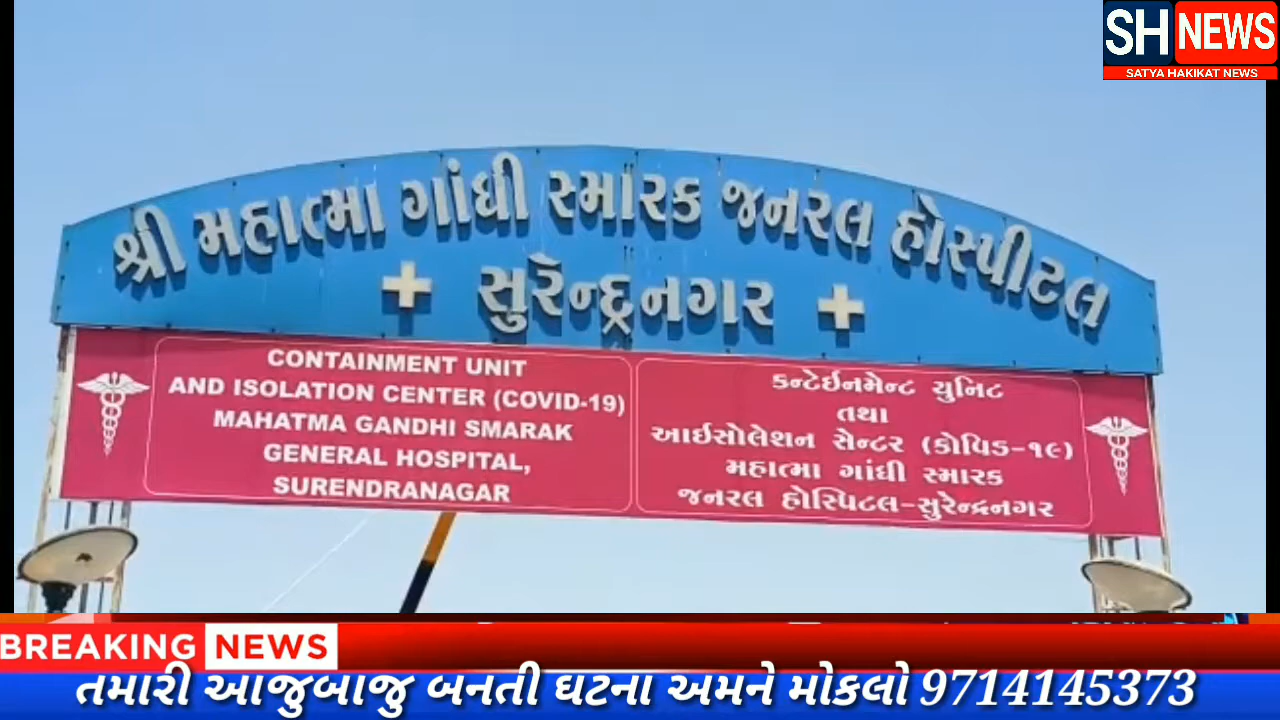 SH NEWS
SATYA HAKIKAT NEWS
શ્રી મહાત્મા ગાંધી સ્મારક જનરલ હોસ્પીટલ
સુરેન્દ્રનગર
CONTAINMENT UNIT
AND ISOLATION CENTER (COVID-19)
MAHATMA GANDHI SMARAK
GENERAL HOSPITAL,
SURENDRANAGAR
કન્ટેઈનમેન્ટ યુનિટ
તથા
આઈસોલેશન સેન્ટર (કોવિડ-૧૯)
મહાત્મા ગાંધી સ્મારક
જનરલ હોસ્પિટલ-સુરેન્દ્રનગર
BREAKING NEWS
તમારી આજુબાજુ બનતી ઘટના અમને મોકલો 9714145373